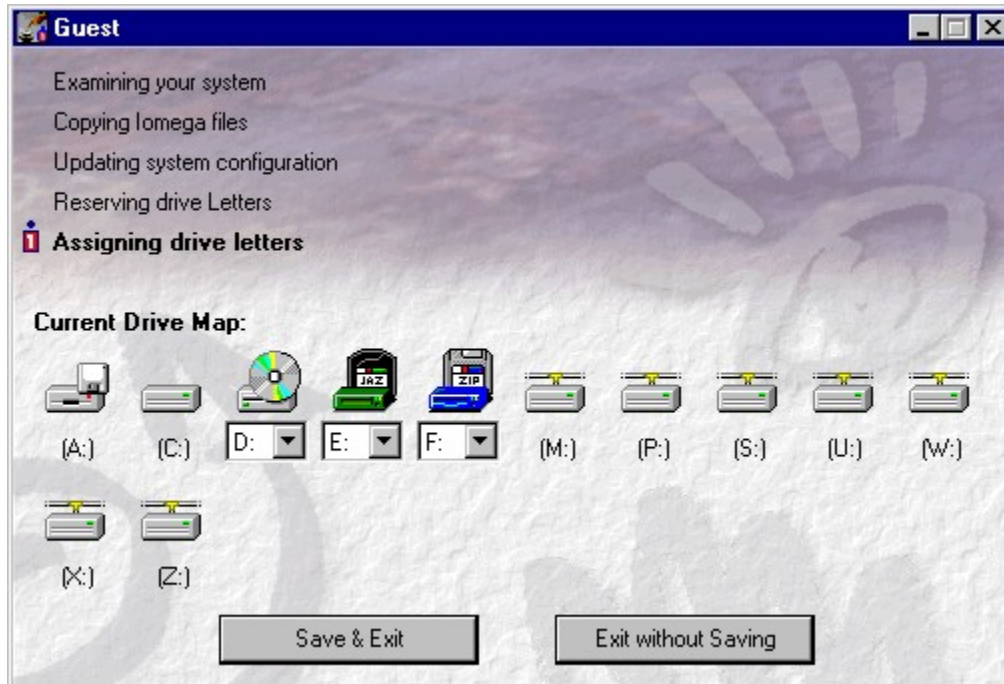 Guest
Examining your system
Copying Iomega files
Updating system configuration
Reserving drive Letters
1 Assigning drive letters
Current Drive Map:
JAZ ZIP
(A:) (C:) D: E: F: (M:) (P:) (S:) (U:) (W:)
(X:) (Z:)
Save & Exit Exit without Saving